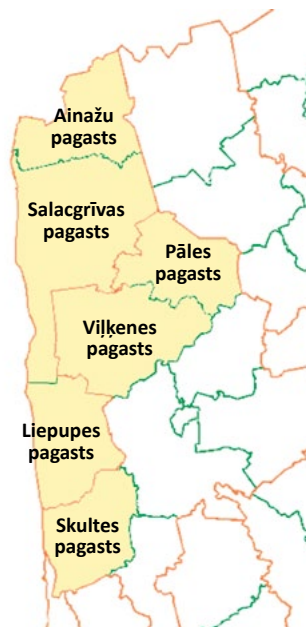 Ainažu
pagasts
Salacgrīvas
pagasts
Pāles
pagasts
Viļķenes
pagasts
Liepupes
pagasts
Skultes
pagasts